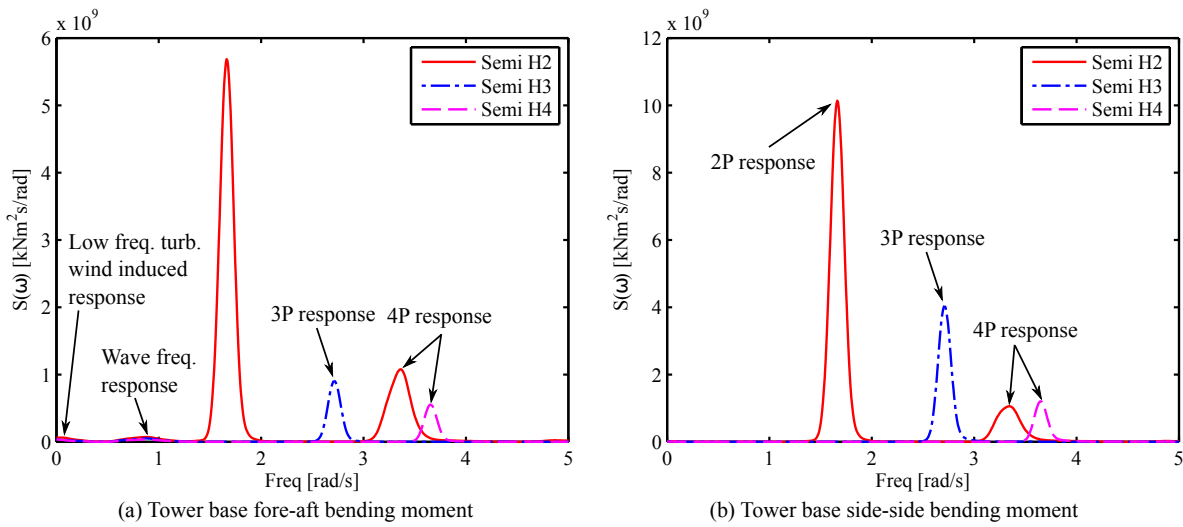 x 10^9
6
5
4
3
2
1
0
S(ω) [kNm^2s/rad]
Semi H2
Semi H3
Semi H4
Low freq. turb.
wind induced
response
Wave freq.
response
3P response
4P response
0 1 2 3 4 5
Freq [rad/s]
(a) Tower base fore-aft bending moment
x 10^9
12
10
8
6
4
2
0
S(ω) [kNm^2s/rad]
Semi H2
Semi H3
Semi H4
2P response
3P response
4P response
0 1 2 3 4 5
Freq [rad/s]
(b) Tower base side-side bending moment